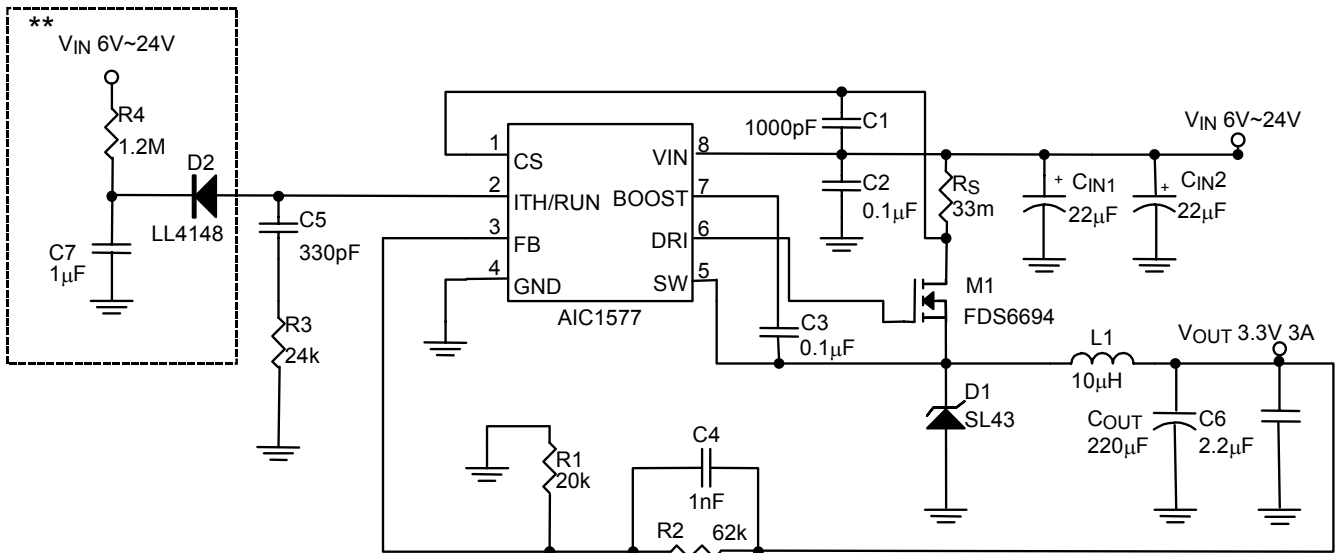 **
VIN 6V~24V
R4
1.2M
D2
LL4148
C7
1μF
C5
330pF
R3
24k
1
CS
2
ITH/RUN
3
FB
4
GND
VIN
8
BOOST
7
DRI
6
SW
5
AIC1577
1000pF
C1
C2
0.1μF
RS
33m
VIN 6V~24V
+
CIN1
22μF
+
CIN2
22μF
M1
FDS6694
C3
0.1μF
L1
10μH
VOUT 3.3V 3A
D1
SL43
COUT
220μF
C6
2.2μF
R1
20k
C4
1nF
R2
62k